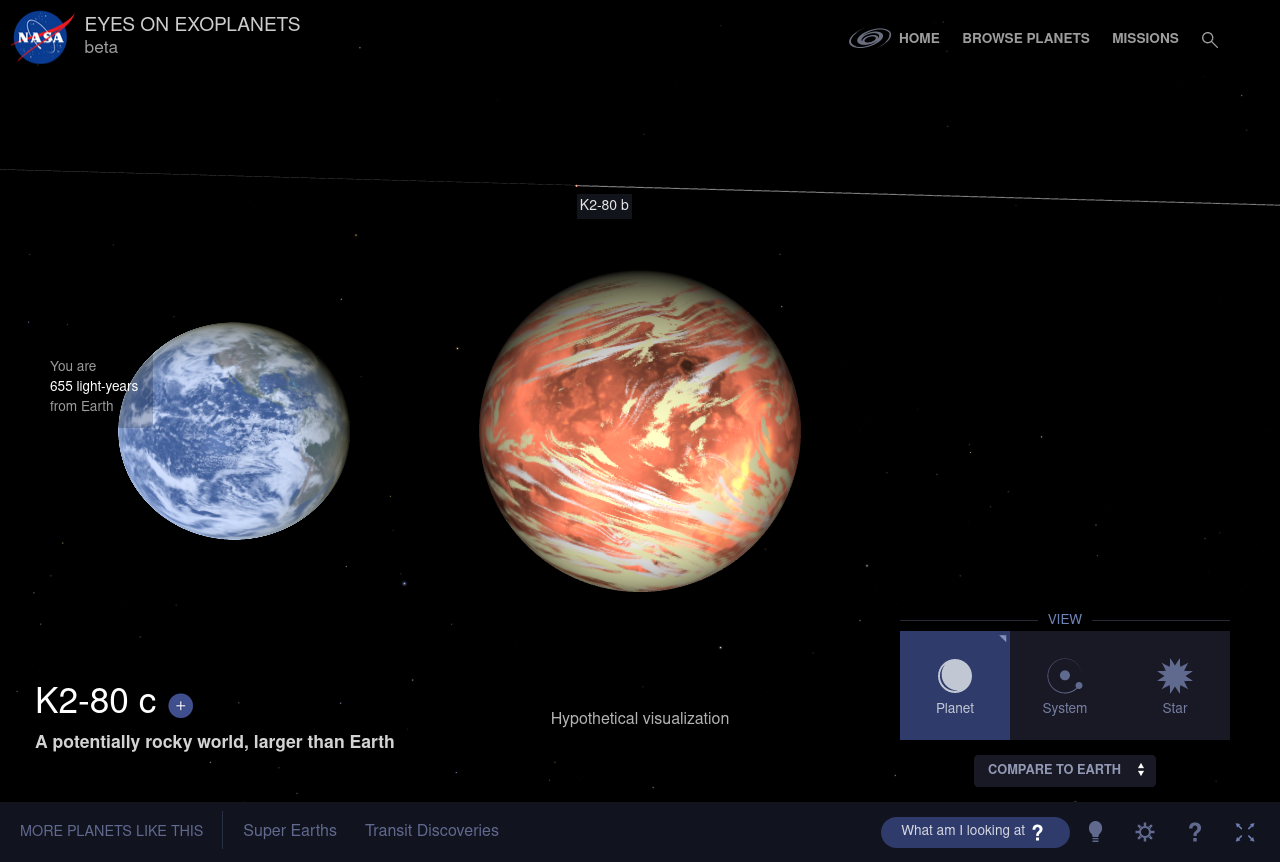 NASA
EYES ON EXOPLANETS
beta
HOME
BROWSE PLANETS
MISSIONS
K2-80 b
You are
655 light-years
from Earth
K2-80 c +
A potentially rocky world, larger than Earth
Hypothetical visualization
VIEW
Planet
System
Star
COMPARE TO EARTH
MORE PLANETS LIKE THIS
Super Earths
Transit Discoveries
What am I looking at ?
?